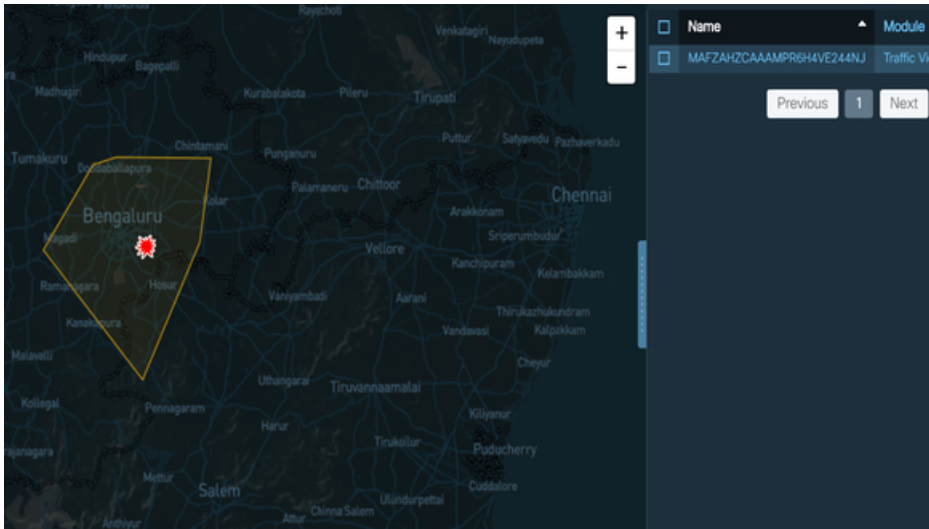 Rayachoti
Venkatagiri
Nayudupeta
Hindupur
Bagepalli
Madhugiri
Kurabalakota
Pileru
Tirupati
Chintamani
Puttur
Satyavedu
Pazhaverkadu
Tumakuru
Doddaballapura
Punganuru
Palamaneru
Chittoor
Chennai
Kolar
Arakkonam
Bengaluru
Magadi
Vellore
Sriperumbudur
Kanchipuram
Kelambakkam
Ramanagara
Hosur
Vaniyambadi
Aarani
Thirukazhukundram
Kanakapura
Vandavasi
Kalpakkam
Malavalli
Cheyur
Uthangarai
Tiruvannaamalai
Kollegal
Pennagaram
Harur
Kiliyanur
Tirukoilur
Puducherry
Mettur
Salem
Cuddalore
Ulundurpettai
Chinna Salem
Attur
Anthiyur
+
−
Name
Module
MAFZAHZCAAAMPR6H4VE244NJ
Traffic Vi
Previous
1
Next